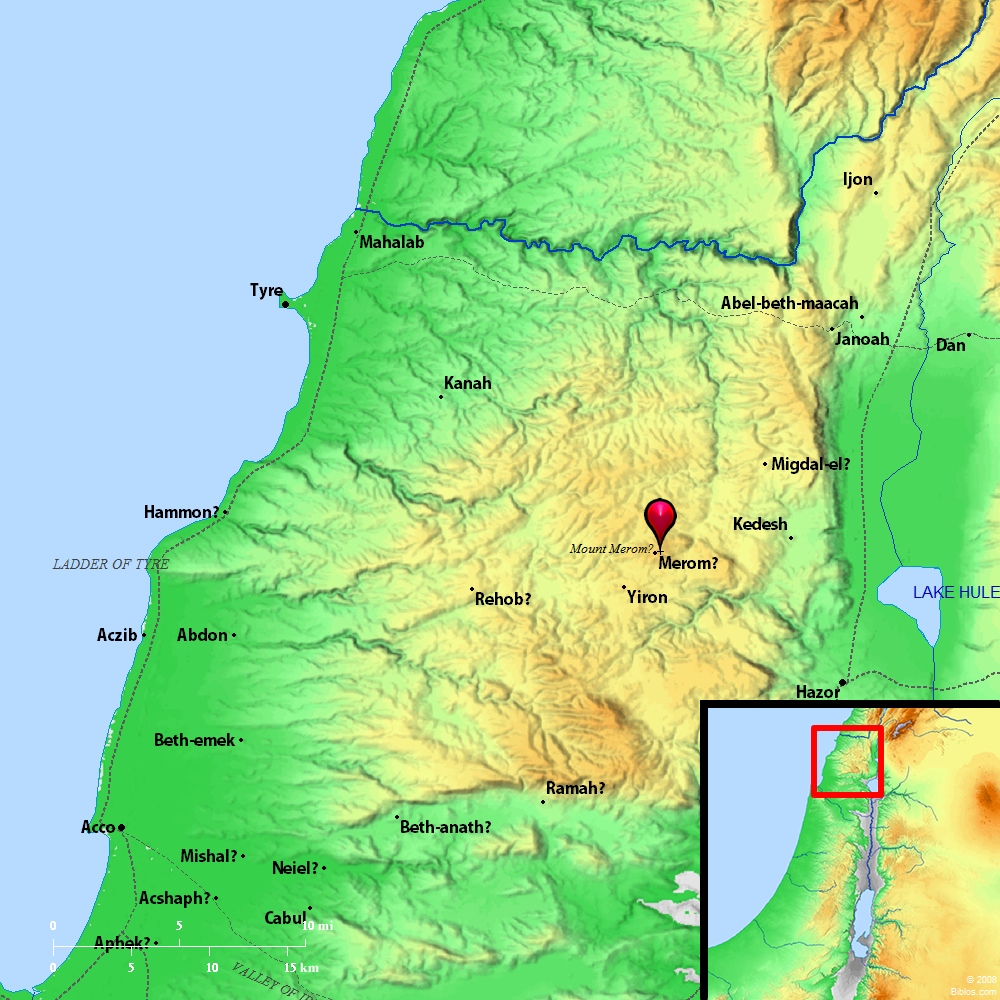 Ijon
Mahalab
Tyre
Abel-beth-maacah
Janoah
Dan
Kanah
Migdal-el?
Hammon?
Kedesh
Mount Merom?
Merom?
LADDER OF TYRE
LAKE HULE
Rehob?
Yiron
Aczib
Abdon
Hazor
Beth-emek
Ramah?
Acco
Beth-anath?
Mishal?
Neiel?
Acshaph?
Cabul
0 5 10 mi
Aphek?
0 5 10 15 km
VALLEY OF
© 2008
Biblos.com